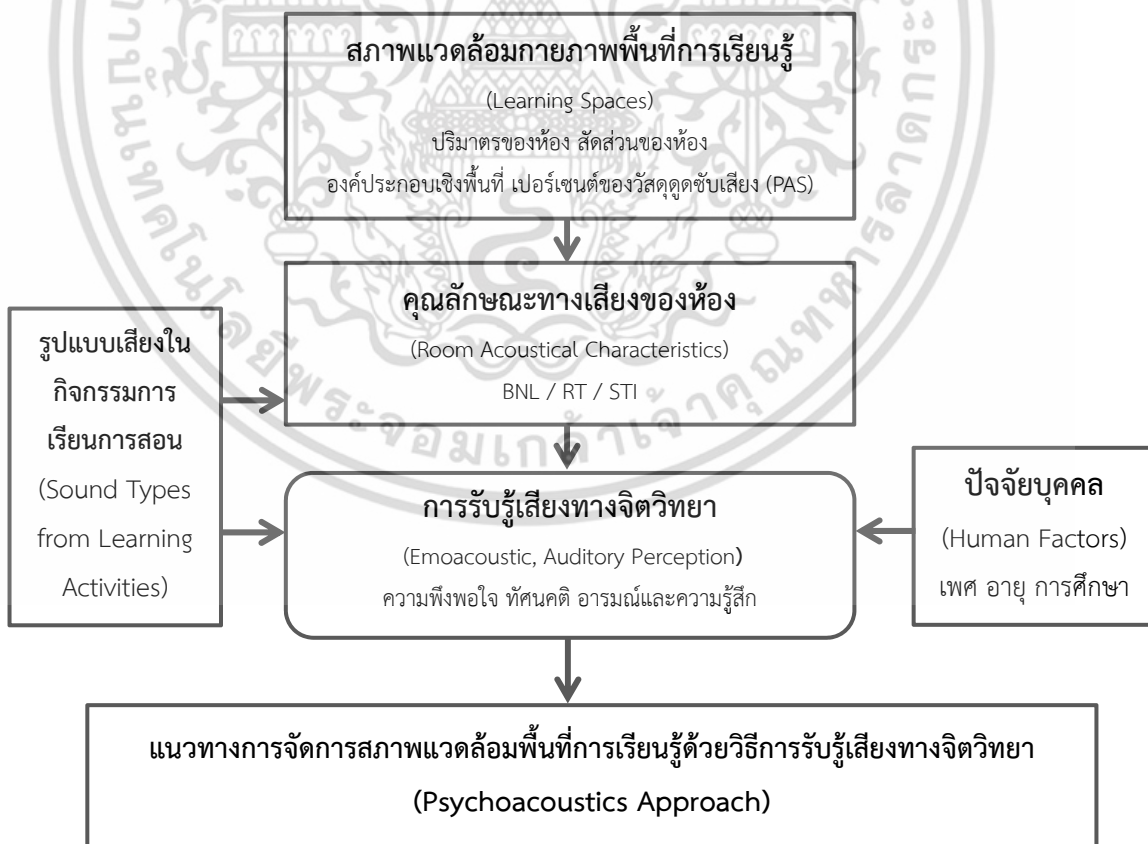 สภาพแวดล้อมกายภาพพื้นที่การเรียนรู้
(Learning Spaces)
ปริมาตรของห้อง สัดส่วนของห้อง
องค์ประกอบเชิงพื้นที่ เปอร์เซนต์ของวัสดุดูดซับเสียง (PAS)
คุณลักษณะทางเสียงของห้อง
(Room Acoustical Characteristics)
BNL / RT / STI
รูปแบบเสียงใน
กิจกรรมการ
เรียนการสอน
(Sound Types
from Learning
Activities)
การรับรู้เสียงทางจิตวิทยา
(Emoacoustic, Auditory Perception)
ความพึงพอใจ ทัศนคติ อารมณ์และความรู้สึก
ปัจจัยบุคคล
(Human Factors)
เพศ อายุ การศึกษา
แนวทางการจัดการสภาพแวดล้อมพื้นที่การเรียนรู้ด้วยวิธีการรับรู้เสียงทางจิตวิทยา
(Psychoacoustics Approach)